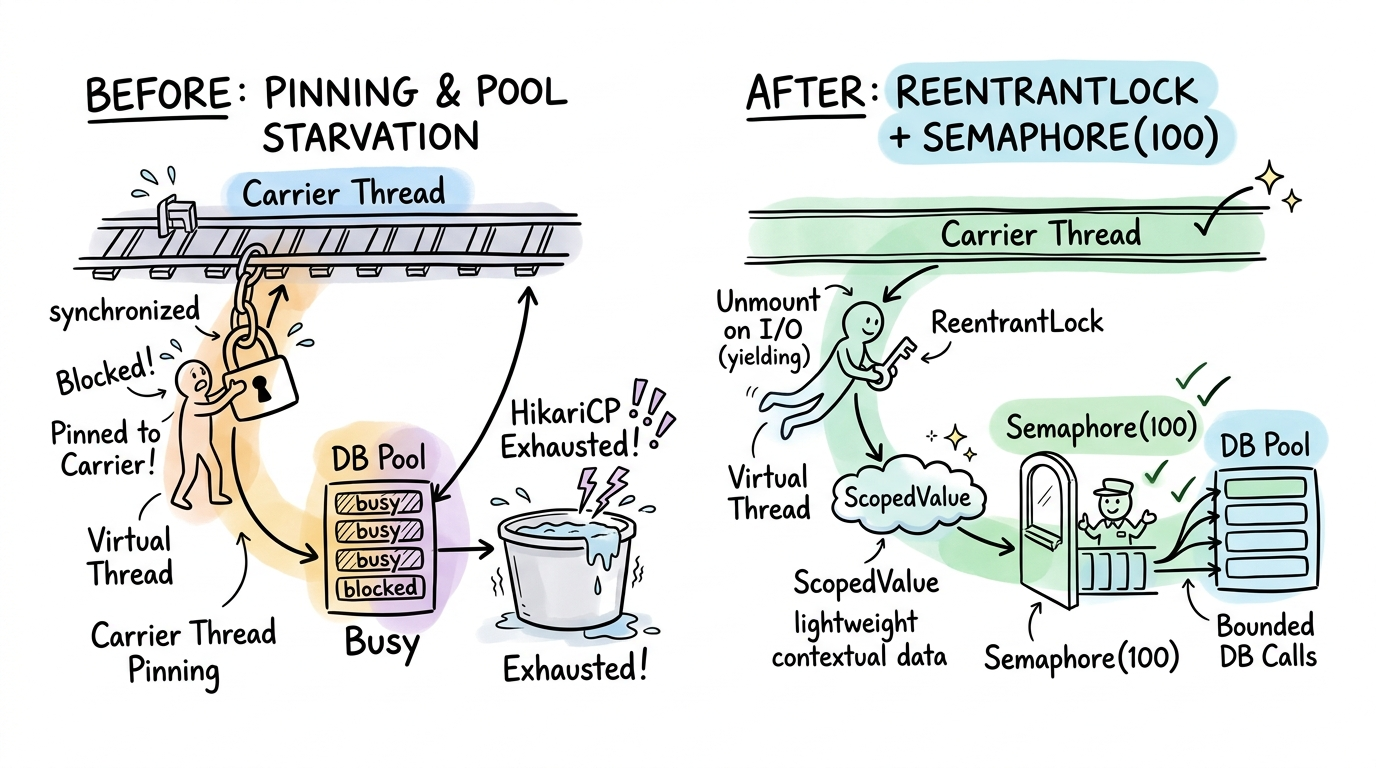 BEFORE: PINNING & POOL
STARVATION
Carrier Thread
synchronized
Blocked!
Pinned to
Carrier!
Virtual
Thread
Carrier Thread
Pinning
DB Pool
busy
busy
busy
blocked
Busy
HikariCP !!!
Exhausted!
Exhausted!
AFTER: REENTRANTLOCK
+ SEMAPHORE(100)
Carrier Thread
Unmount
on I/O
(yielding)
ReentrantLock
Virtual
Thread
ScopedValue
ScopedValue
lightweight
contextual data
Semaphore(100)
Semaphore(100)
DB Pool
Bounded
DB Calls